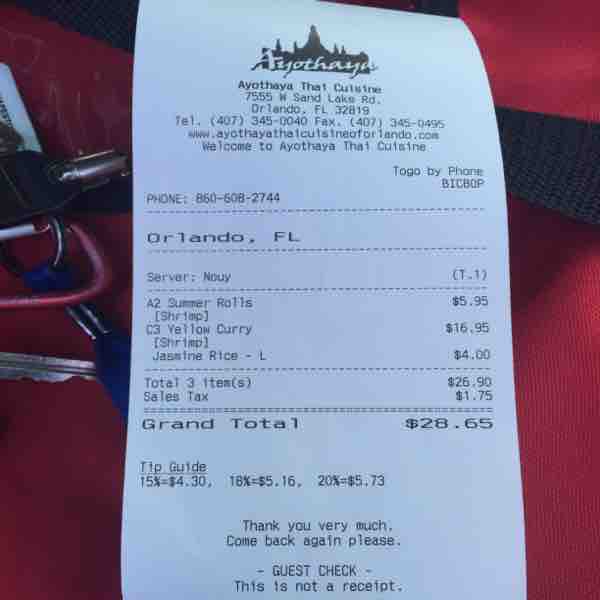 Ayothaya
Ayothaya Thai Cuisine
7555 W Sand Lake Rd.
Orlando, FL 32819
Tel. (407) 345-0040 Fax. (407) 345-0495
www.ayothayathaicuisineoforlando.com
Welcome to Ayothaya Thai Cuisine
Togo by Phone
BICBOP
PHONE: 860-608-2744
Orlando, FL
Server: Nouy (T.1)
A2 Summer Rolls $5.95
[Shrimp]
C3 Yellow Curry $16.95
[Shrimp]
Jasmine Rice - L $4.00
Total 3 item(s) $26.90
Sales Tax $1.75
Grand Total $28.65
Tip Guide
15%=$4.30, 18%=$5.16, 20%=$5.73
Thank you very much.
Come back again please.
- GUEST CHECK -
This is not a receipt.